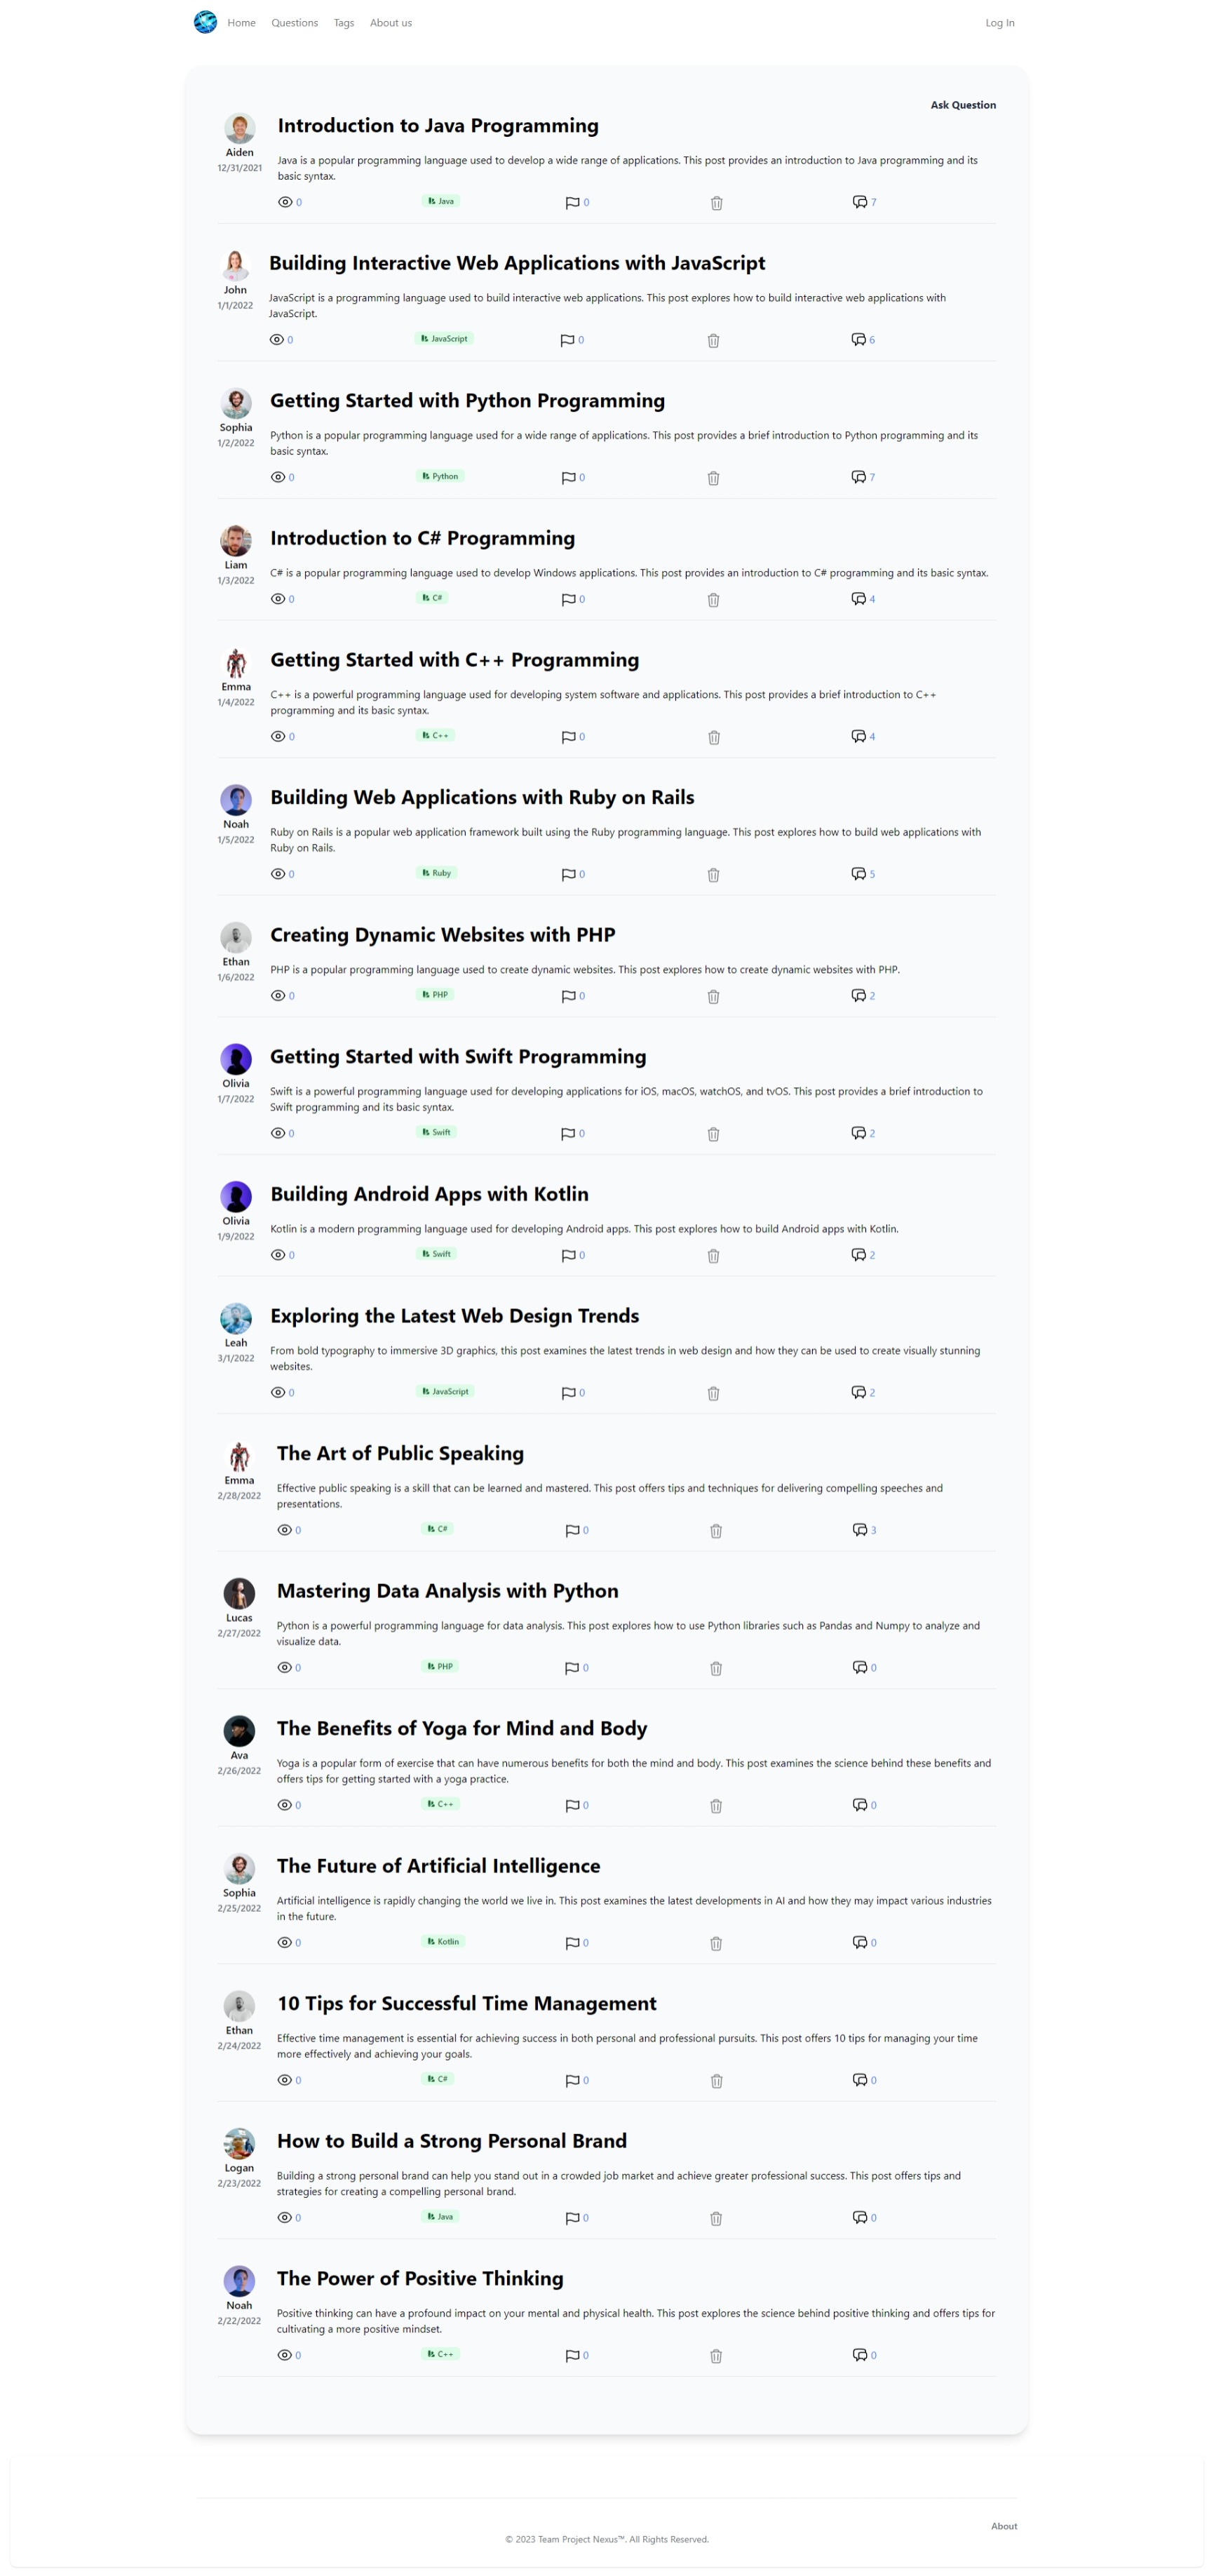 Home Questions Tags About us Log In
Ask Question
Introduction to Java Programming
Aiden
12/31/2021
Java is a popular programming language used to develop a wide range of applications. This post provides an introduction to Java programming and its
basic syntax.
0 Java 0 7
Building Interactive Web Applications with JavaScript
John
1/1/2022
JavaScript is a programming language used to build interactive web applications. This post explores how to build interactive web applications with
JavaScript.
0 JavaScript 0 6
Getting Started with Python Programming
Sophia
1/2/2022
Python is a popular programming language used for a wide range of applications. This post provides a brief introduction to Python programming and its
basic syntax.
0 Python 0 7
Introduction to C# Programming
Liam
1/3/2022
C# is a popular programming language used to develop Windows applications. This post provides an introduction to C# programming and its basic syntax.
0 C# 0 4
Getting Started with C++ Programming
Emma
1/4/2022
C++ is a powerful programming language used for developing system software and applications. This post provides a brief introduction to C++
programming and its basic syntax.
0 C++ 0 4
Building Web Applications with Ruby on Rails
Noah
1/5/2022
Ruby on Rails is a popular web application framework built using the Ruby programming language. This post explores how to build web applications with
Ruby on Rails.
0 Ruby 0 5
Creating Dynamic Websites with PHP
Ethan
1/6/2022
PHP is a popular programming language used to create dynamic websites. This post explores how to create dynamic websites with PHP.
0 PHP 0 2
Getting Started with Swift Programming
Olivia
1/7/2022
Swift is a powerful programming language used for developing applications for iOS, macOS, watchOS, and tvOS. This post provides a brief introduction to
Swift programming and its basic syntax.
0 Swift 0 2
Building Android Apps with Kotlin
Olivia
1/9/2022
Kotlin is a modern programming language used for developing Android apps. This post explores how to build Android apps with Kotlin.
0 Swift 0 2
Exploring the Latest Web Design Trends
Leah
3/1/2022
From bold typography to immersive 3D graphics, this post examines the latest trends in web design and how they can be used to create visually stunning
websites.
0 JavaScript 0 2
The Art of Public Speaking
Emma
2/28/2022
Effective public speaking is a skill that can be learned and mastered. This post offers tips and techniques for delivering compelling speeches and
presentations.
0 C# 0 3
Mastering Data Analysis with Python
Lucas
2/27/2022
Python is a powerful programming language for data analysis. This post explores how to use Python libraries such as Pandas and Numpy to analyze and
visualize data.
0 PHP 0 0
The Benefits of Yoga for Mind and Body
Ava
2/26/2022
Yoga is a popular form of exercise that can have numerous benefits for both the mind and body. This post examines the science behind these benefits and
offers tips for getting started with a yoga practice.
0 C++ 0 0
The Future of Artificial Intelligence
Sophia
2/25/2022
Artificial intelligence is rapidly changing the world we live in. This post examines the latest developments in AI and how they may impact various industries
in the future.
0 Kotlin 0 0
10 Tips for Successful Time Management
Ethan
2/24/2022
Effective time management is essential for achieving success in both personal and professional pursuits. This post offers 10 tips for managing your time
more effectively and achieving your goals.
0 C# 0 0
How to Build a Strong Personal Brand
Logan
2/23/2022
Building a strong personal brand can help you stand out in a crowded job market and achieve greater professional success. This post offers tips and
strategies for creating a compelling personal brand.
0 Java 0 0
The Power of Positive Thinking
Noah
2/22/2022
Positive thinking can have a profound impact on your mental and physical health. This post explores the science behind positive thinking and offers tips for
cultivating a more positive mindset.
0 C++ 0 0
About
© 2023 Team Project Nexus™. All Rights Reserved.